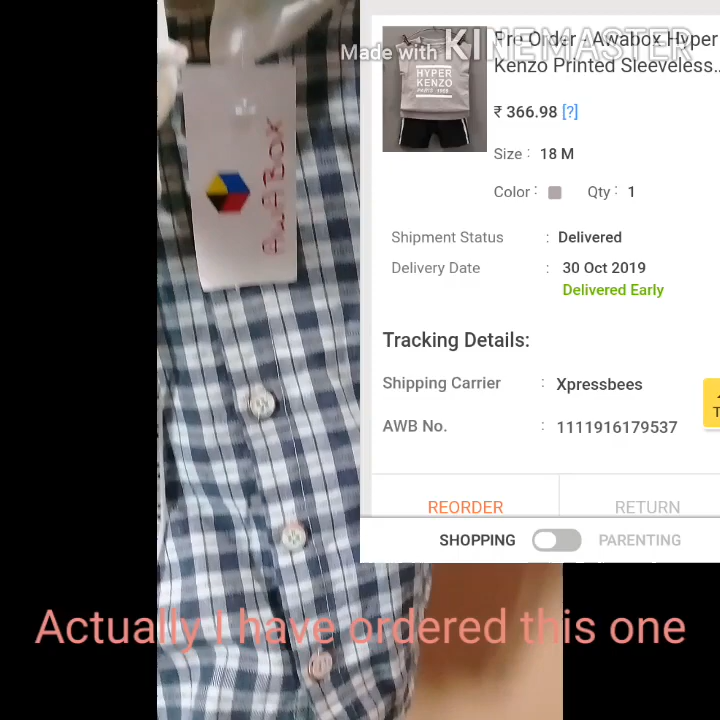 Made with KINEMASTER
AWABOX
Pre Order - Awabox Hyper
Kenzo Printed Sleeveless...
HYPER
KENZO
₹ 366.98 [?]
Size : 18 M
Color : Qty : 1
Shipment Status : Delivered
Delivery Date : 30 Oct 2019
Delivered Early
Tracking Details:
Shipping Carrier : Xpressbees
AWB No. : 1111916179537
T
REORDER RETURN
SHOPPING PARENTING
Actually I have ordered this one